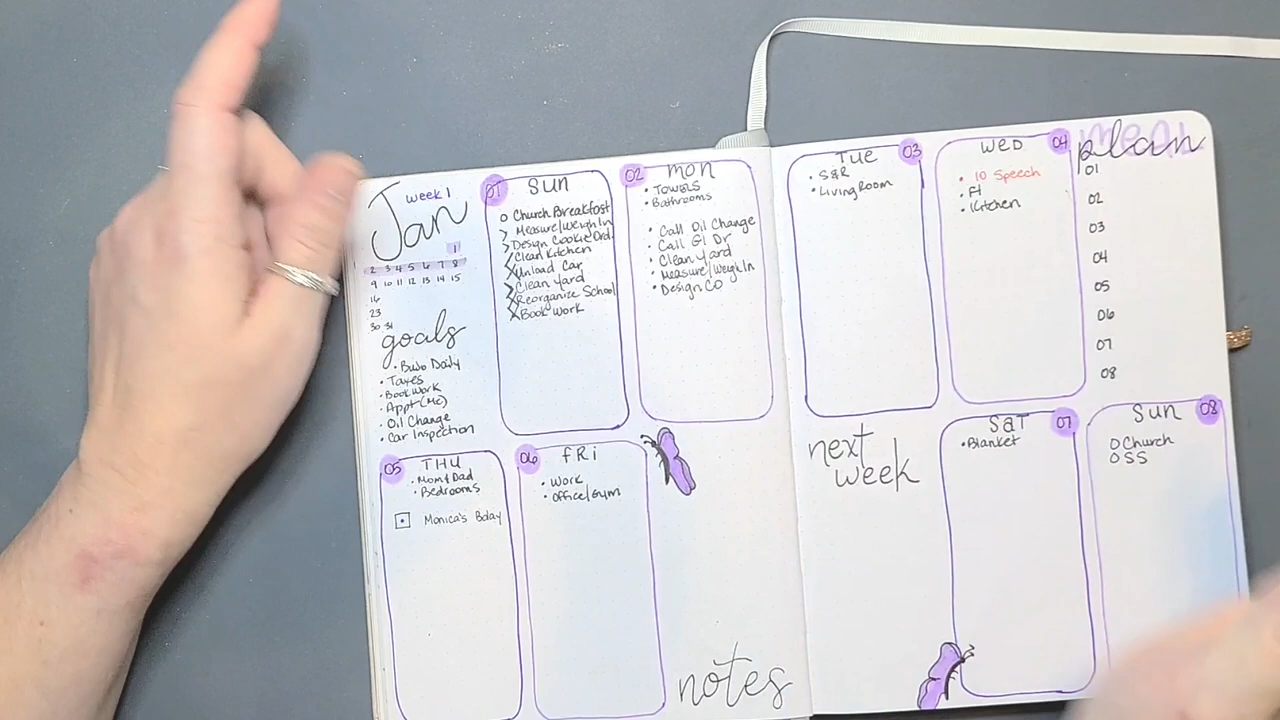 week 1
Jan
1
2 3 4 5 6 7 8
9 10 11 12 13 14 15
16
23
30 31
goals
• BuJo Daily
• Taxes
• Book Work
• Appt (Me)
• Oil Change
• Car Inspection
01 Sun
Church Breakfast
Measure/Weigh In
Design Cookie Ord.
Clean Kitchen
Unload Car
Clean Yard
Reorganize School
Book Work
02 mon
• Towels
• Bathrooms
• Call Oil Change
• Call GI Dr
• Clean Yard
• Measure/Weigh In
• Design CO
Tue 03
• S&R
• Living Room
Wed 04
• 10 Speech
• Ft
• Kitchen
menu
plan
01
02
03
04
05
06
07
08
05 THU
• Mom & Dad
• Bedrooms
Monica's Bday
06 FRi
• Work
• Office/Gym
notes
next
week
SaT 07
• Blanket
Sun 08
Church
SS